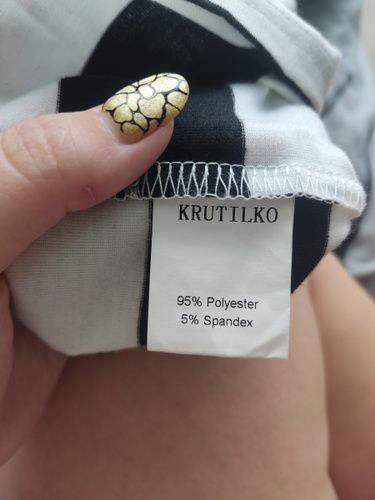 KRUTILKO
95% Polyester
5% Spandex